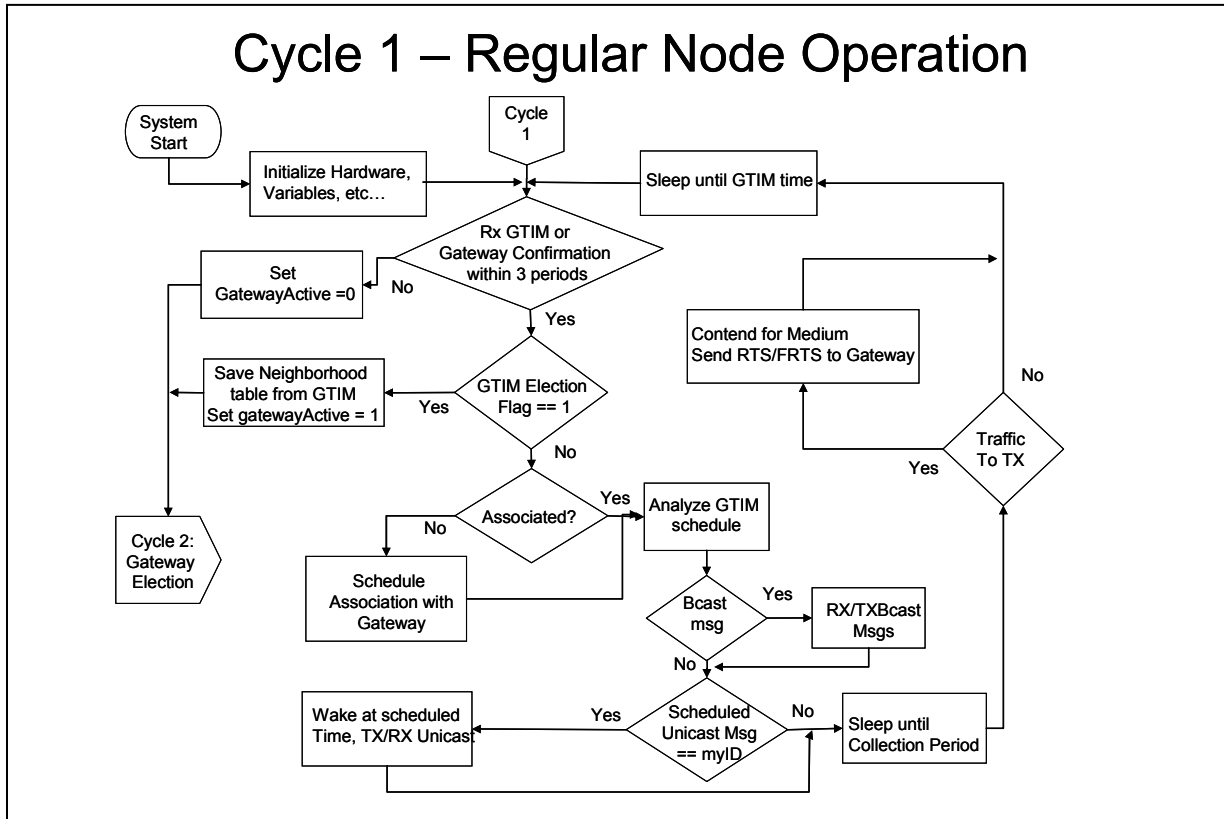 Cycle 1 – Regular Node Operation
System
Start
Cycle
1
Initialize Hardware,
Variables, etc…
Sleep until GTIM time
Rx GTIM or
Gateway Confirmation
within 3 periods
No
Set
GatewayActive =0
Yes
Contend for Medium
Send RTS/FRTS to Gateway
Save Neighborhood
table from GTIM
Set gatewayActive = 1
Yes
GTIM Election
Flag == 1
No
No
Traffic
To TX
Yes
Associated?
Yes
No
Analyze GTIM
schedule
Cycle 2:
Gateway
Election
Schedule
Association with
Gateway
Bcast
msg
Yes
RX/TXBcast
Msgs
No
Wake at scheduled
Time, TX/RX Unicast
Yes
Scheduled
Unicast Msg
== myID
No
Sleep until
Collection Period